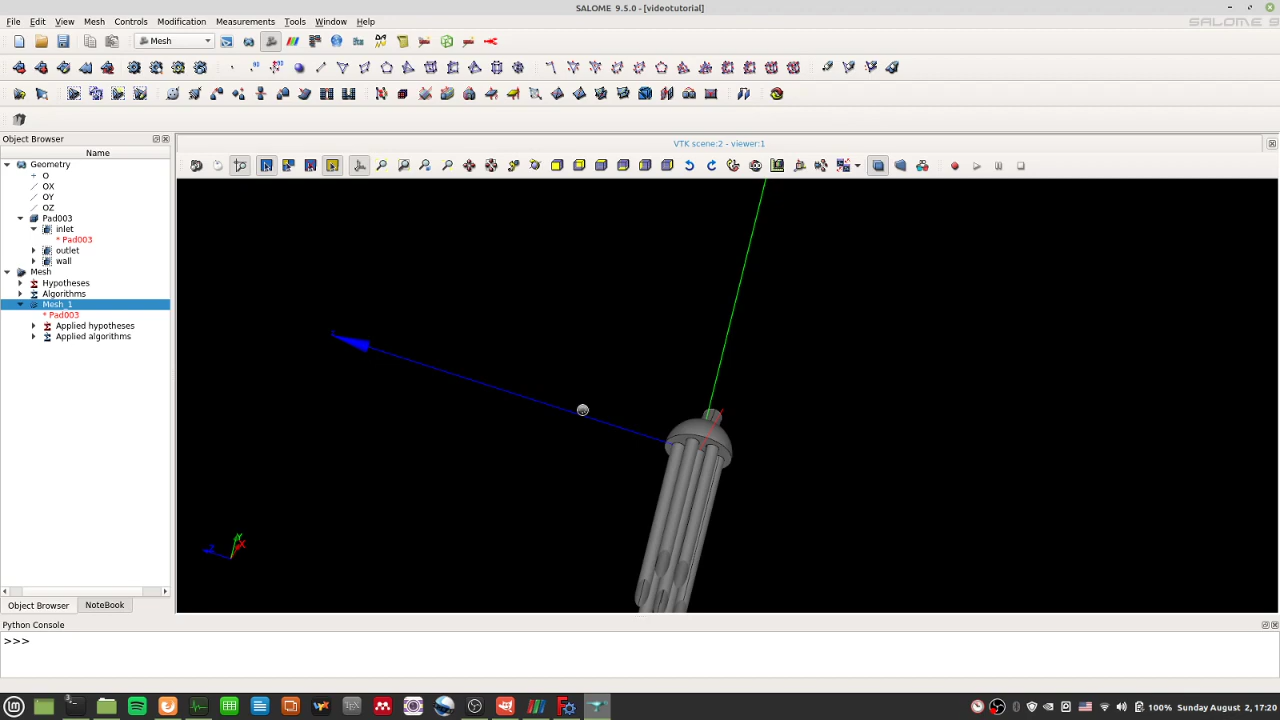 SALOME 9.5.0 - [videotutorial]
File Edit View Mesh Controls Modification Measurements Tools Window Help
SALOME 9
Mesh
Object Browser
VTK scene:2 - viewer:1
Name
Geometry
O
OX
OY
OZ
Pad003
inlet
* Pad003
outlet
wall
Mesh
Hypotheses
Algorithms
Mesh_1
* Pad003
Applied hypotheses
Applied algorithms
Z
Y
X
Object Browser NoteBook
Python Console
>>>
100% Sunday August 2, 17:20